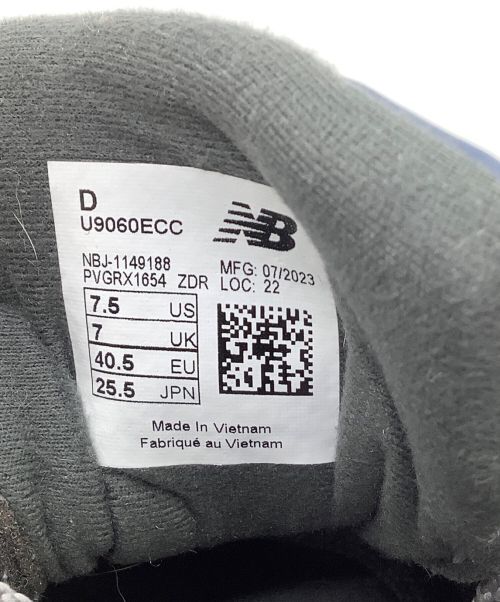 D
U9060ECC
NB
NBJ-1149188
PVGRX1654 ZDR
MFG: 07/2023
LOC: 22
7.5 US
7 UK
40.5 EU
25.5 JPN
Made In Vietnam
Fabriqué au Vietnam